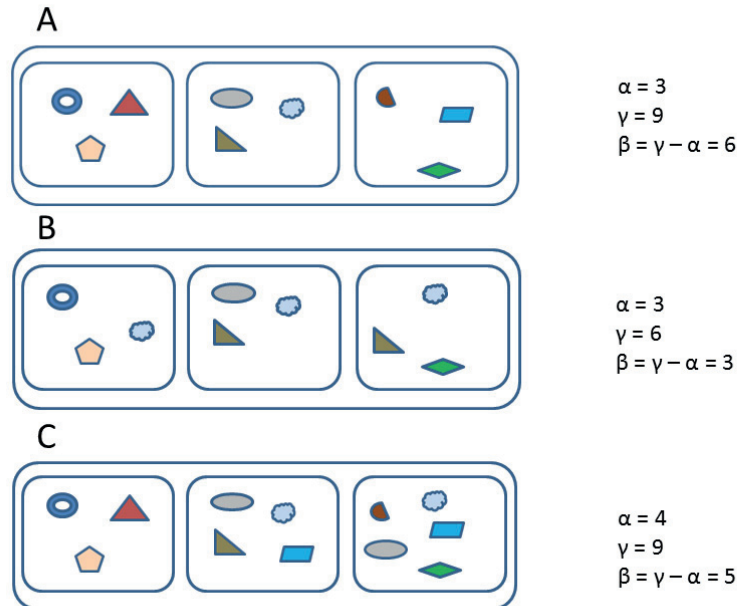 A
α = 3
γ = 9
β = γ – α = 6
B
α = 3
γ = 6
β = γ – α = 3
C
α = 4
γ = 9
β = γ – α = 5